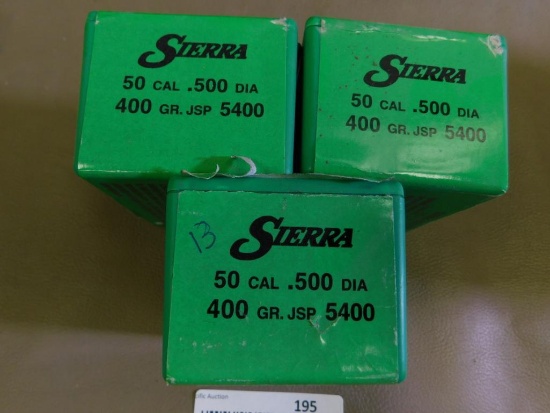 SIERRA
50 CAL .500 DIA
400 GR. JSP 5400
SIERRA
50 CAL .500 DIA
400 GR. JSP 5400
13
SIERRA
50 CAL .500 DIA
400 GR. JSP 5400
Auction
195